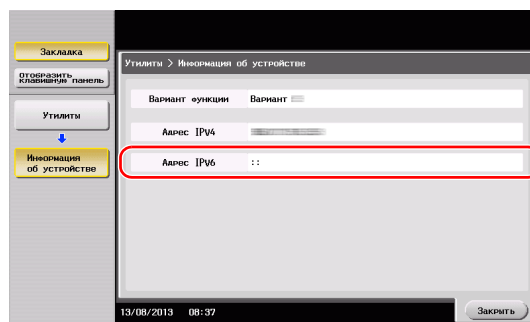 Закладка
Отобразить
клавишную панель
Утилиты
Информация
об устройстве
Утилиты > Информация об устройстве
Вариант функции Вариант
Адрес IPv4
Адрес IPv6 ::
13/08/2013 08:37
Закрыть